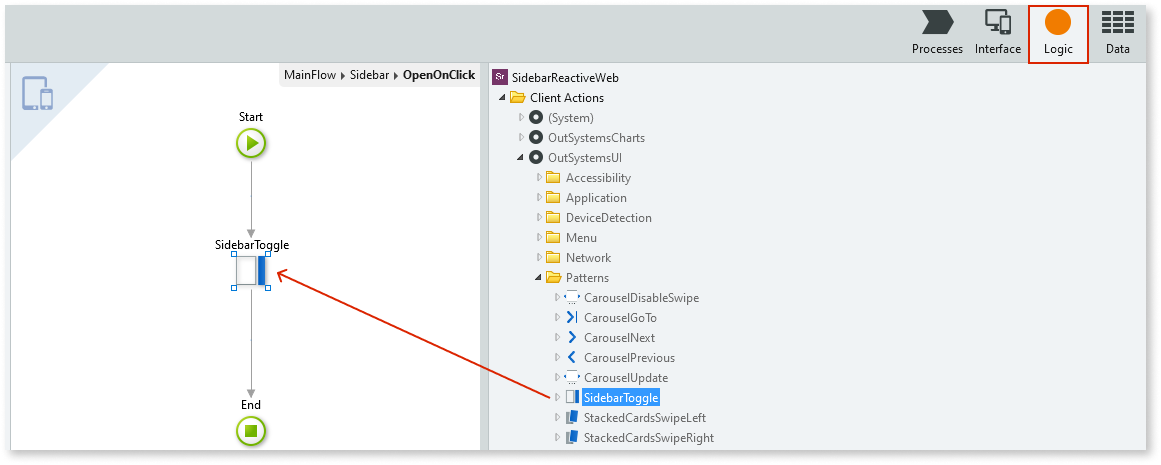 Processes Interface Logic Data
MainFlow Sidebar OpenOnClick
Start
SidebarToggle
End
Sr SidebarReactiveWeb
Client Actions
(System)
OutSystemsCharts
OutSystemsUI
Accessibility
Application
DeviceDetection
Menu
Network
Patterns
CarouselDisableSwipe
CarouselGoTo
CarouselNext
CarouselPrevious
CarouselUpdate
SidebarToggle
StackedCardsSwipeLeft
StackedCardsSwipeRight